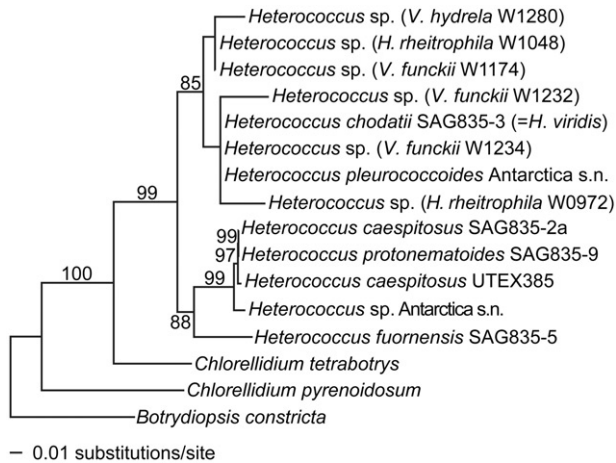 Heterococcus sp. (V. hydrela W1280)
Heterococcus sp. (H. rheitrophila W1048)
Heterococcus sp. (V. funckii W1174)
85
Heterococcus sp. (V. funckii W1232)
Heterococcus chodatii SAG835-3 (=H. viridis)
Heterococcus sp. (V. funckii W1234)
Heterococcus pleurococcoides Antarctica s.n.
99
Heterococcus sp. (H. rheitrophila W0972)
Heterococcus caespitosus SAG835-2a
99
97
Heterococcus protonematoides SAG835-9
100
99
Heterococcus caespitosus UTEX385
Heterococcus sp. Antarctica s.n.
88
Heterococcus fuornensis SAG835-5
Chlorellidium tetrabotrys
Chlorellidium pyrenoidosum
Botrydiopsis constricta
0.01 substitutions/site